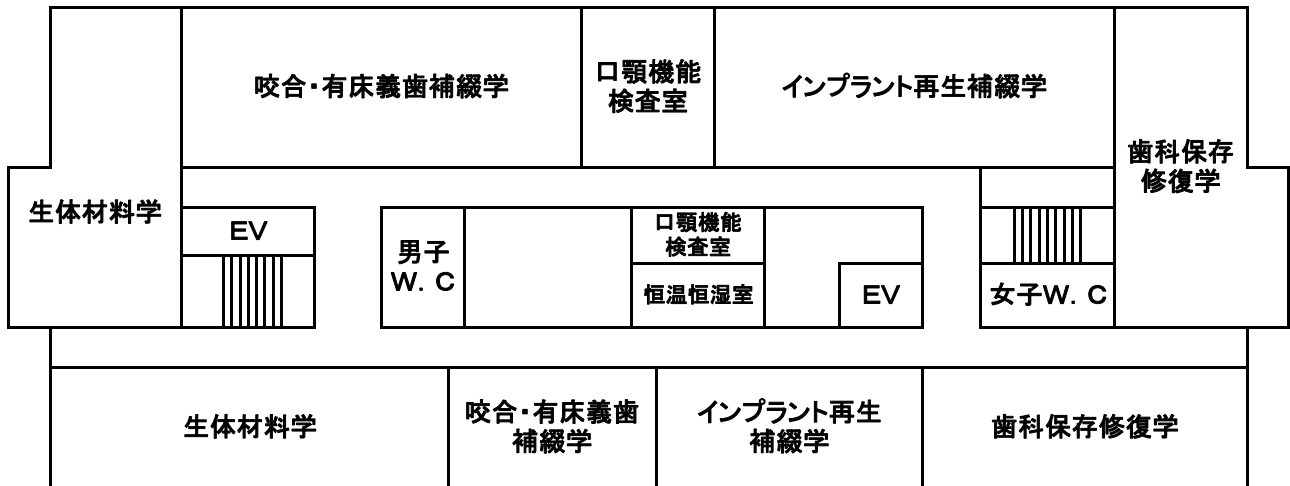 咬合・有床義歯補綴学
口顎機能
検査室
インプラント再生補綴学
歯科保存
修復学
生体材料学
EV
男子
W．C
口顎機能
検査室
恒温恒湿室
EV
女子W．C
生体材料学
咬合・有床義歯
補綴学
インプラント再生
補綴学
歯科保存修復学